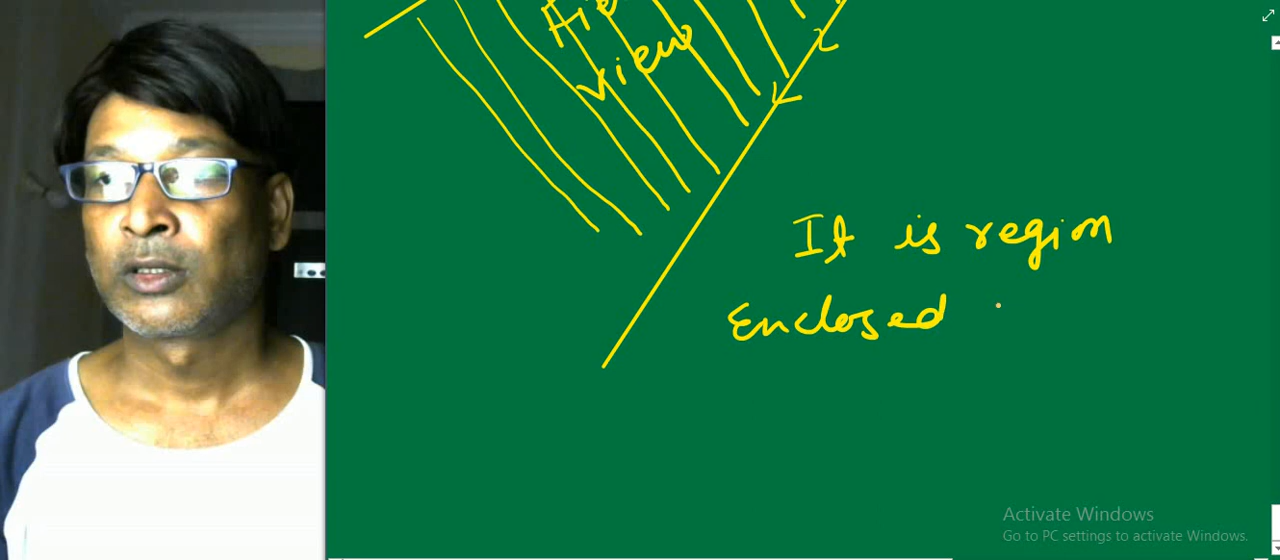 view
It is region
Enclosed
Activate Windows
Go to PC settings to activate Windows.